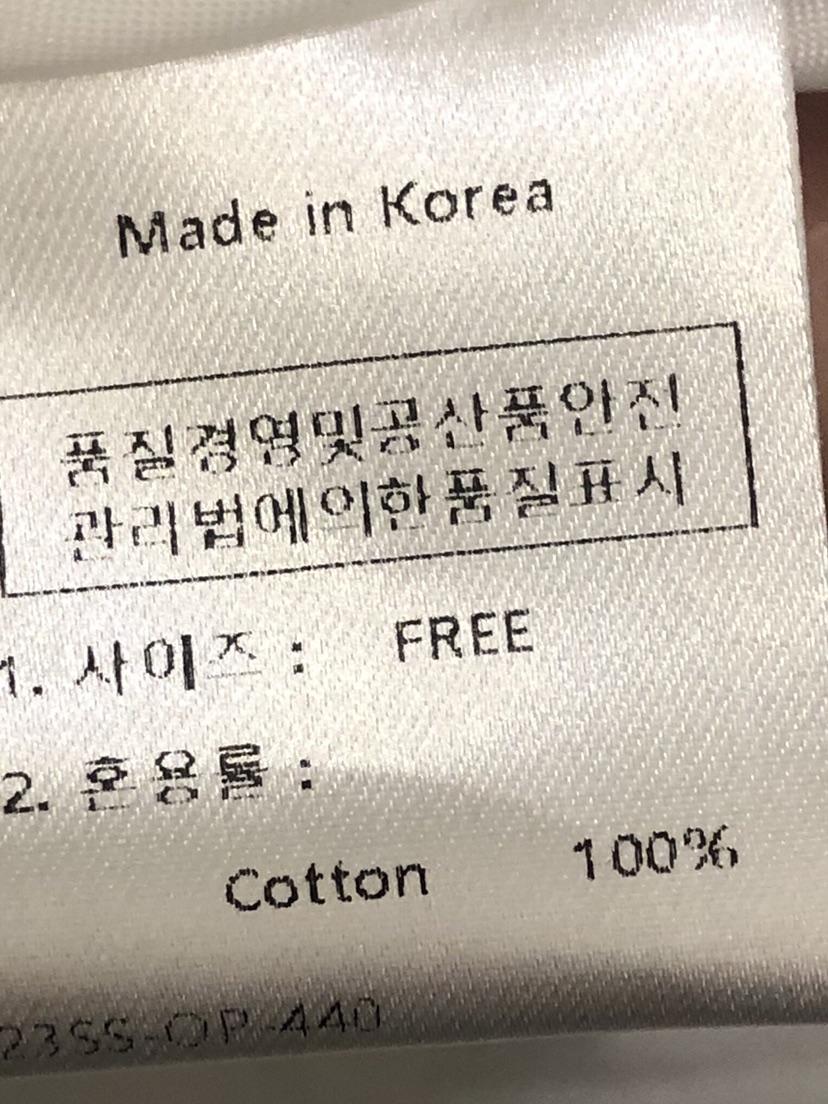 Made in Korea
품질경영및공산품안전
관리법에의한품질표시
1. 사이즈 : FREE
2. 혼용률 :
Cotton 100%
23SS-OP-440